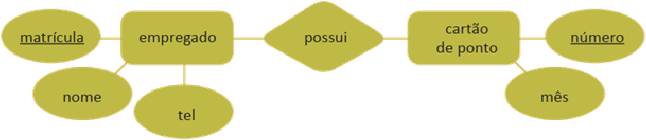 matrícula
empregado
possui
cartão
de ponto
número
nome
tel
mês